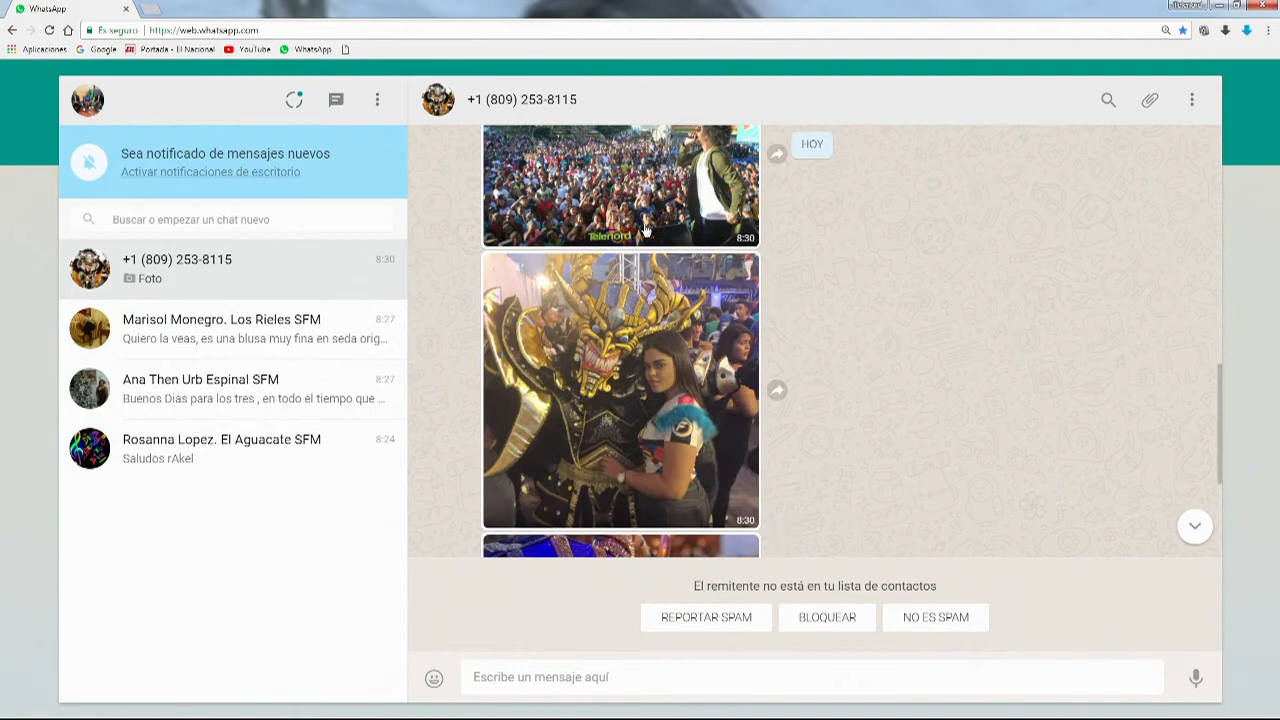 WhatsApp
Telenord
Es seguro
https://web.whatsapp.com
Aplicaciones
Google
Portada - El Nacional
YouTube
WhatsApp
+1 (809) 253-8115
Sea notificado de mensajes nuevos
Activar notificaciones de escritorio
Buscar o empezar un chat nuevo
+1 (809) 253-8115
8:30
Foto
Marisol Monegro. Los Rieles SFM
8:27
Quiero la veas, es una blusa muy fina en seda orig...
Ana Then Urb Espinal SFM
8:27
Buenos Dias para los tres , en todo el tiempo que ...
Rosanna Lopez. El Aguacate SFM
8:24
Saludos rAkel
HOY
Telenord
8:30
8:30
El remitente no está en tu lista de contactos
REPORTAR SPAM
BLOQUEAR
NO ES SPAM
Escribe un mensaje aquí